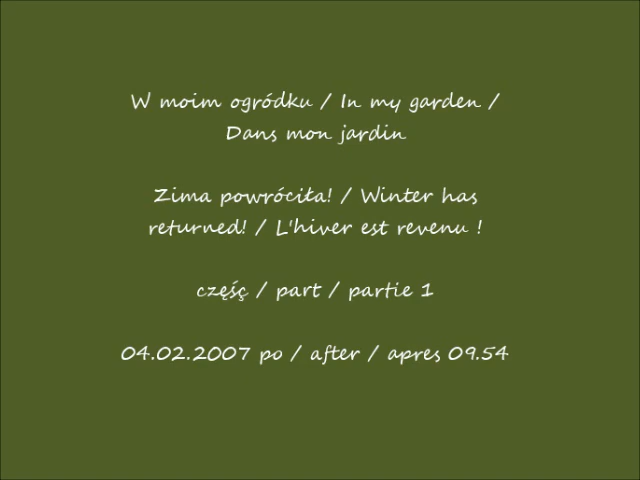 W moim ogródku / In my garden /
Dans mon jardin
Zima powróciła! / Winter has
returned! / L'hiver est revenu !
częśç / part / partie 1
04.02.2007 po / after / apres 09.54